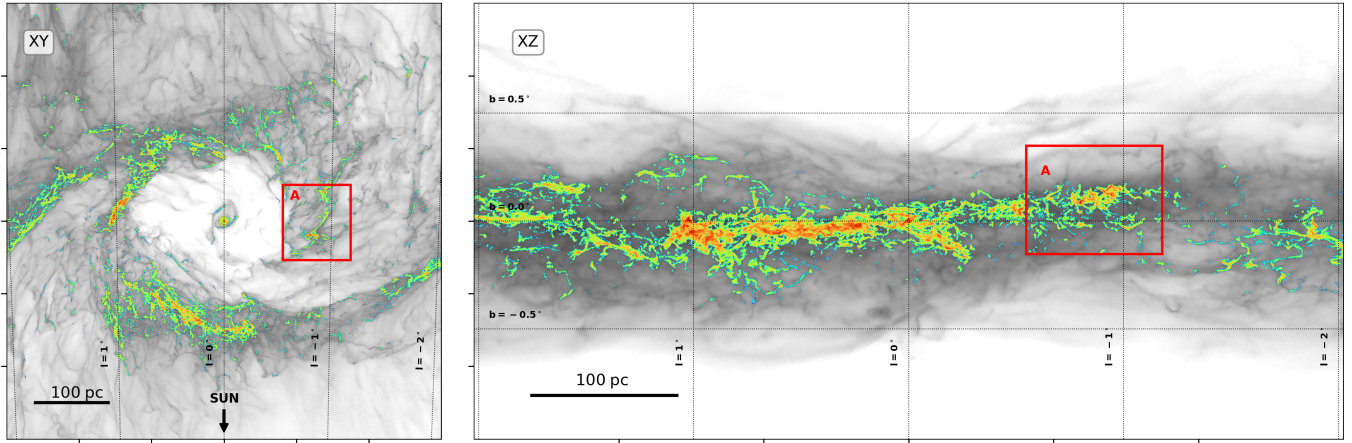 XY
A
l = 1°
l = 0°
l = −1°
l = −2°
100 pc
SUN
XZ
b = 0.5°
A
b = 0.0°
b = −0.5°
l = 1°
l = 0°
l = −1°
l = −2°
100 pc